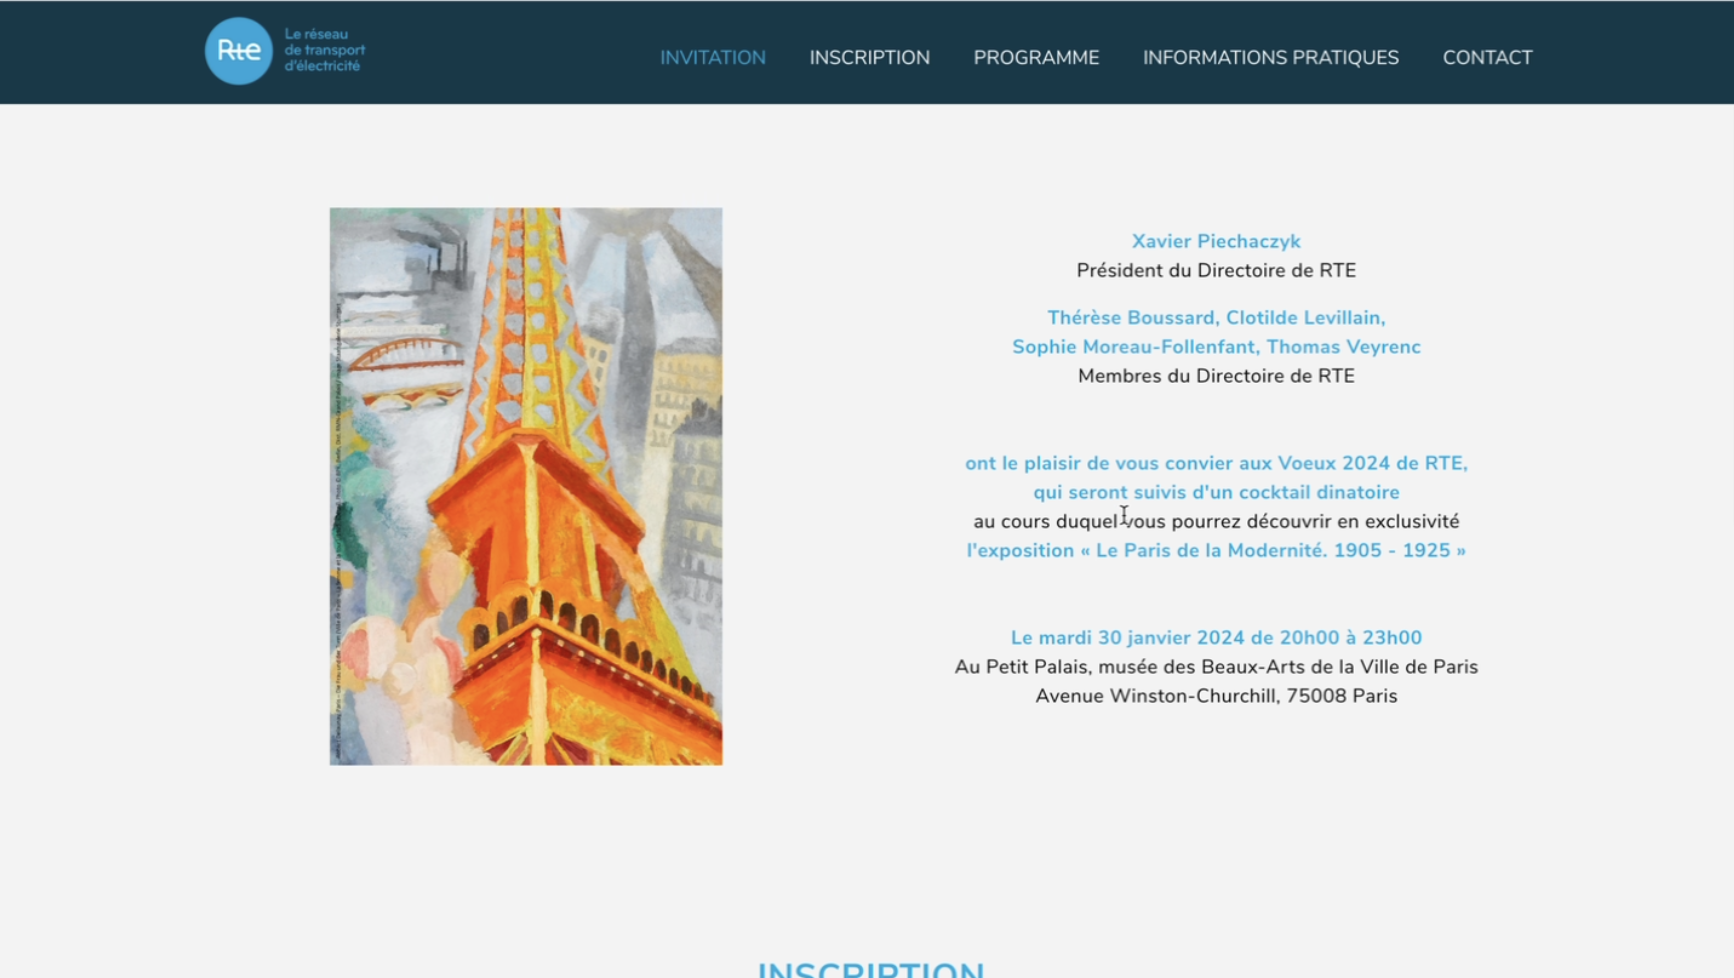 Rte
Le réseau
de transport
d'électricité
INVITATION
INSCRIPTION
PROGRAMME
INFORMATIONS PRATIQUES
CONTACT
Xavier Piechaczyk
Président du Directoire de RTE
Thérèse Boussard, Clotilde Levillain,
Sophie Moreau-Follenfant, Thomas Veyrenc
Membres du Directoire de RTE
ont le plaisir de vous convier aux Voeux 2024 de RTE,
qui seront suivis d'un cocktail dinatoire
au cours duquel vous pourrez découvrir en exclusivité
l'exposition « Le Paris de la Modernité. 1905 - 1925 »
Le mardi 30 janvier 2024 de 20h00 à 23h00
Au Petit Palais, musée des Beaux-Arts de la Ville de Paris
Avenue Winston-Churchill, 75008 Paris
INSCRIPTION